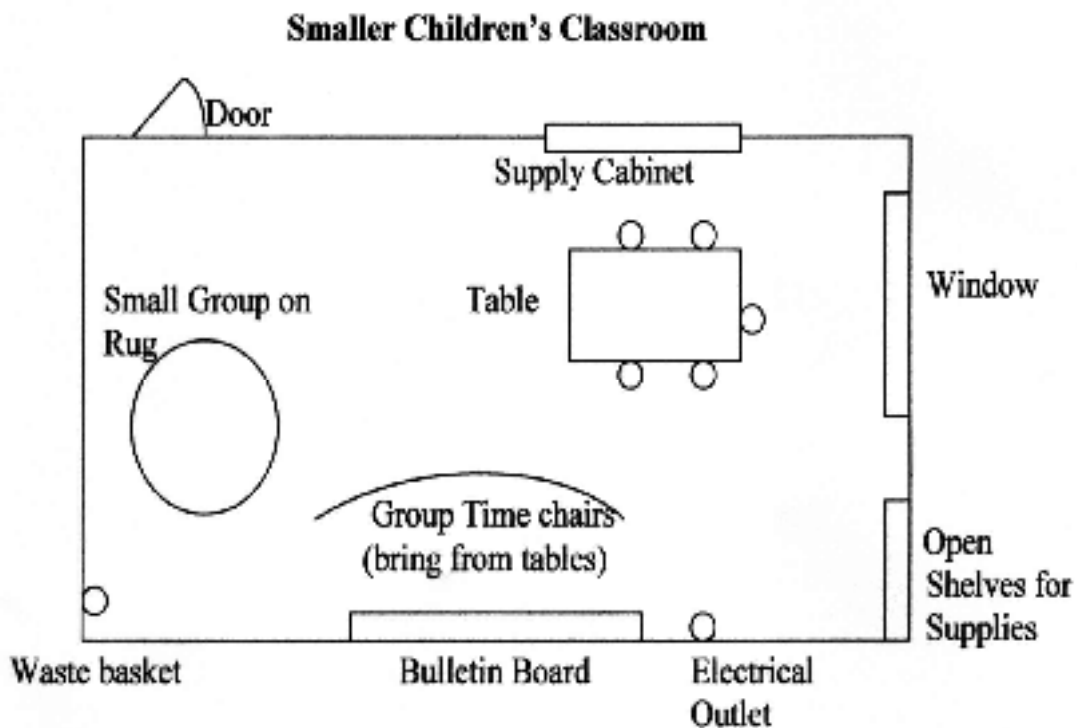 Smaller Children's Classroom
Door
Supply Cabinet
Small Group on
Rug
Table
Window
Group Time chairs
(bring from tables)
Open
Shelves for
Supplies
Waste basket
Bulletin Board
Electrical
Outlet